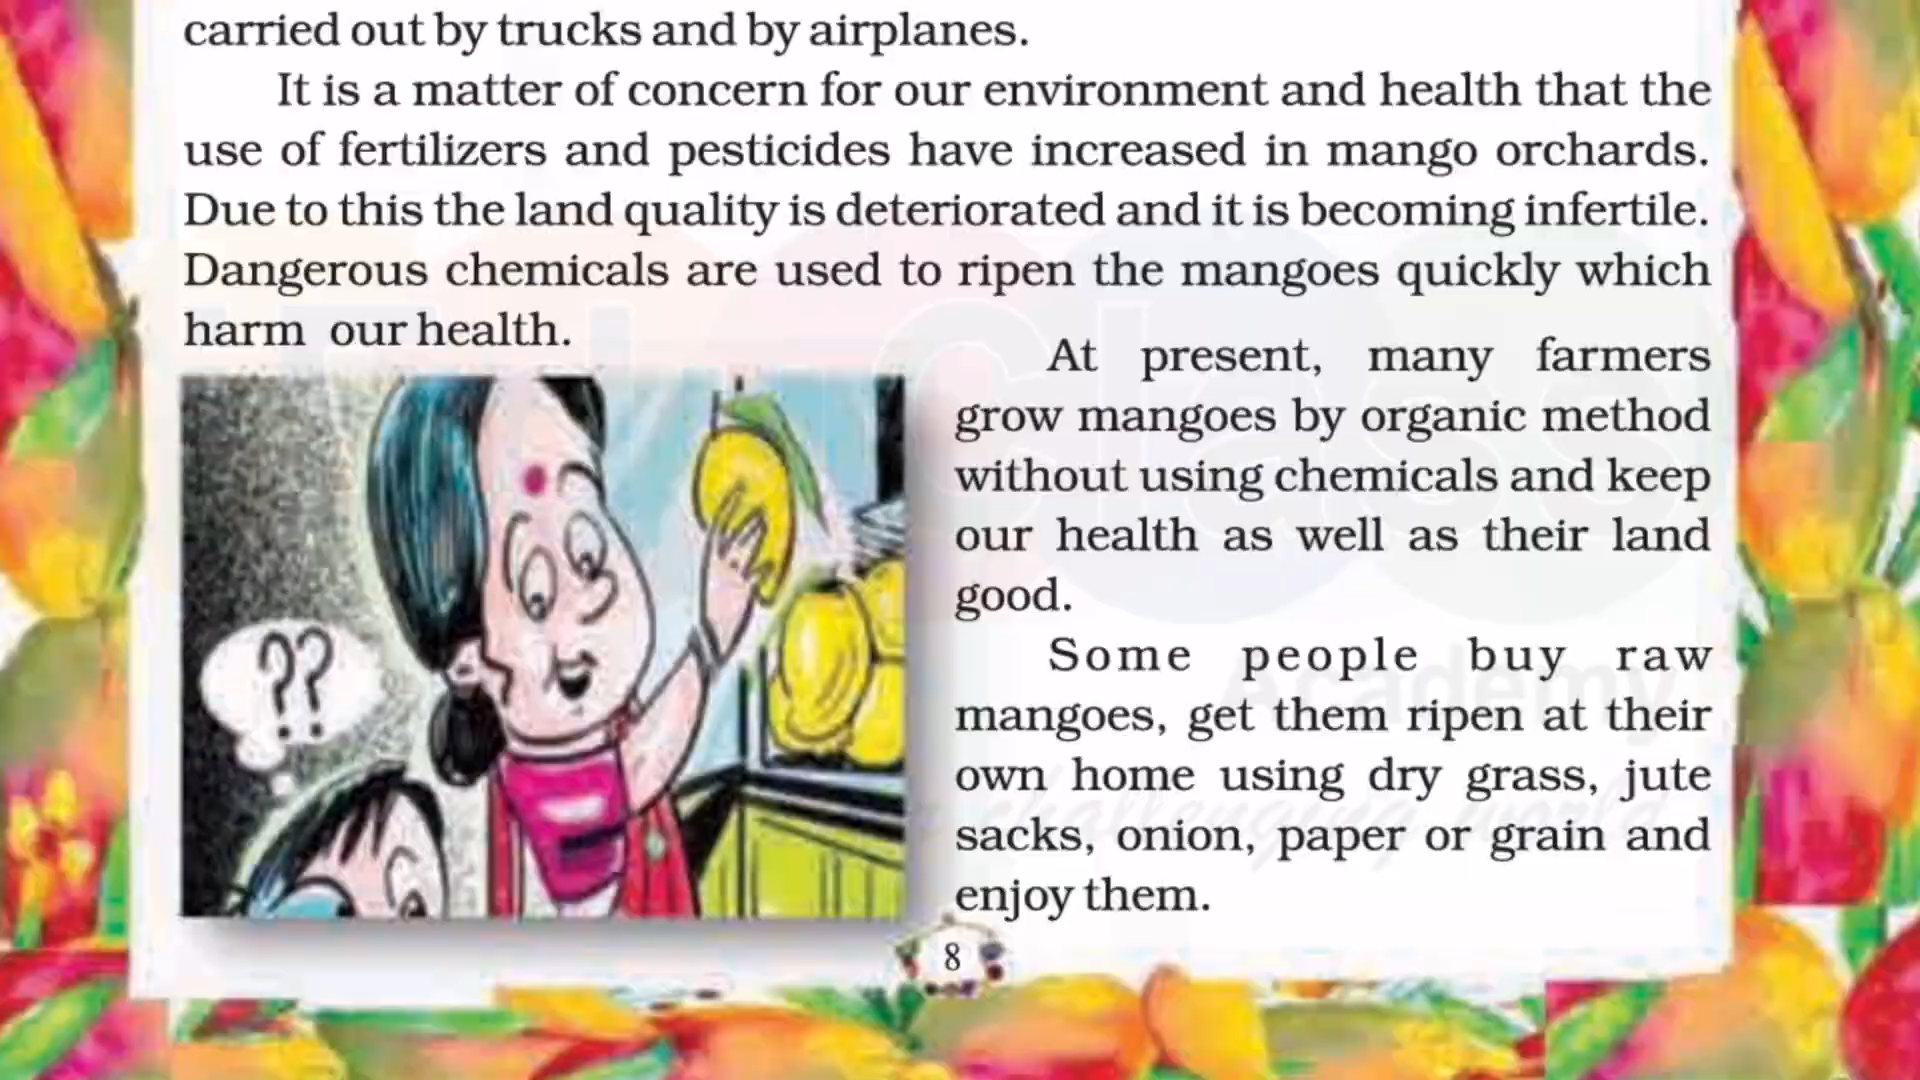 carried out by trucks and by airplanes.
It is a matter of concern for our environment and health that the
use of fertilizers and pesticides have increased in mango orchards.
Due to this the land quality is deteriorated and it is becoming infertile.
Dangerous chemicals are used to ripen the mangoes quickly which
harm our health.
At present, many farmers
grow mangoes by organic method
without using chemicals and keep
our health as well as their land
good.
Some people buy raw
mangoes, get them ripen at their
own home using dry grass, jute
sacks, onion, paper or grain and
enjoy them.
??
8
Class
Academy
challenging world